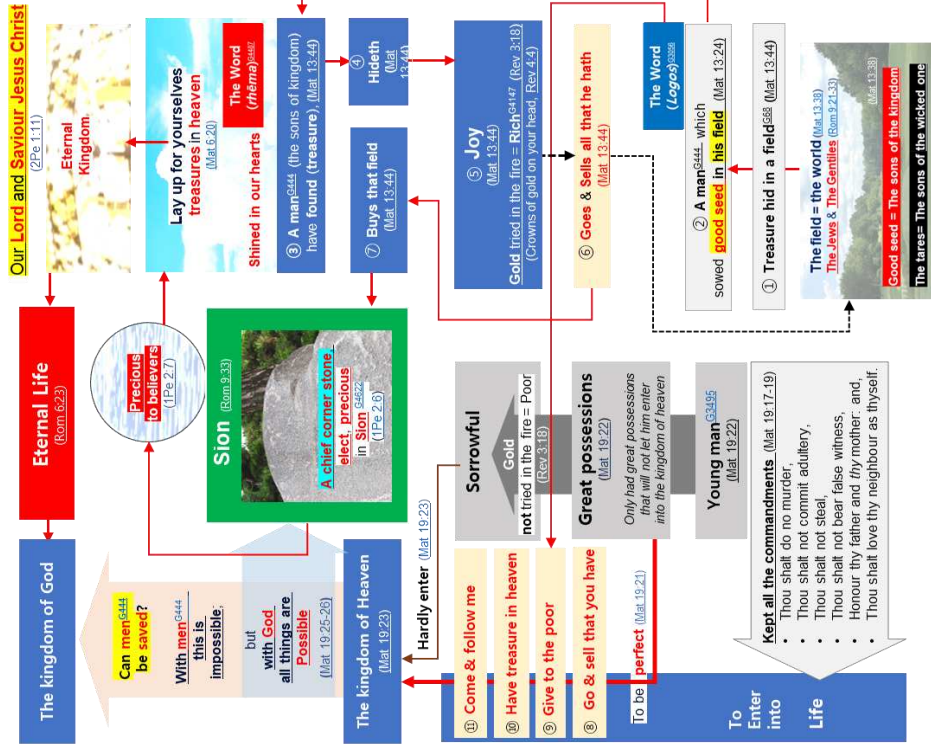 The kingdom of God
Can menG444
be saved?
With menG444
this is
impossible;
but
with God
all things are
Possible
(Mat 19:25-26)
The kingdom of Heaven
(Mat 19:23)
Eternal Life
(Rom 6:23)
Precious
to believers
(1Pe 2.7)
Sion (Rom 9:33)
A chief corner stone,
elect, precious
in Sion G4622
(1Pe 2.6)
Our Lord and Saviour Jesus Christ
(2Pe 1:11)
Eternal
Kingdom.
Lay up for yourselves
treasures in heaven
(Mat 6.20)
The Word
(rhēma)G4487
Shined in our hearts
③ A manG444 (the sons of kingdom)
have found (treasure), (Mat 13:44)
④
Hideth
(Mat
13:44)
⑦ Buys that field
(Mat 13:44)
⑤ Joy
(Mat 13:44)
Gold tried in the fire = RichG4147 (Rev 3:18)
(Crowns of gold on your head, Rev 4:4)
⑥ Goes & Sells all that he hath
(Mat 13:44)
The Word
(Logos)G3056
② A manG444 which
sowed good seed in his field (Mat 13:24)
① Treasure hid in a fieldG68 (Mat 13:44)
The field = the world (Mat 13.38)
The Jews & The Gentiles (Rom 9:21-33)
(Mat 13:38)
Good seed = The sons of the kingdom
The tares= The sons of the wicked one
Hardly enter (Mat 19:23)
⑪ Come & follow me
⑩ Have treasure in heaven
⑨ Give to the poor
⑧ Go & sell that you have
To be perfect (Mat 19:21)
To
Enter
into
Life
Sorrowful
Gold
not tried in the fire = Poor
(Rev 3:18)
Great possessions
(Mat 19:22)
Only had great possessions
that will not let him enter
into the kingdom of heaven
Young manG3495
(Mat 19:22)
Kept all the commandments (Mat 19:17-19)
• Thou shalt do no murder,
• Thou shalt not commit adultery,
• Thou shalt not steal,
• Thou shalt not bear false witness,
• Honour thy father and thy mother: and,
• Thou shalt love thy neighbour as thyself.